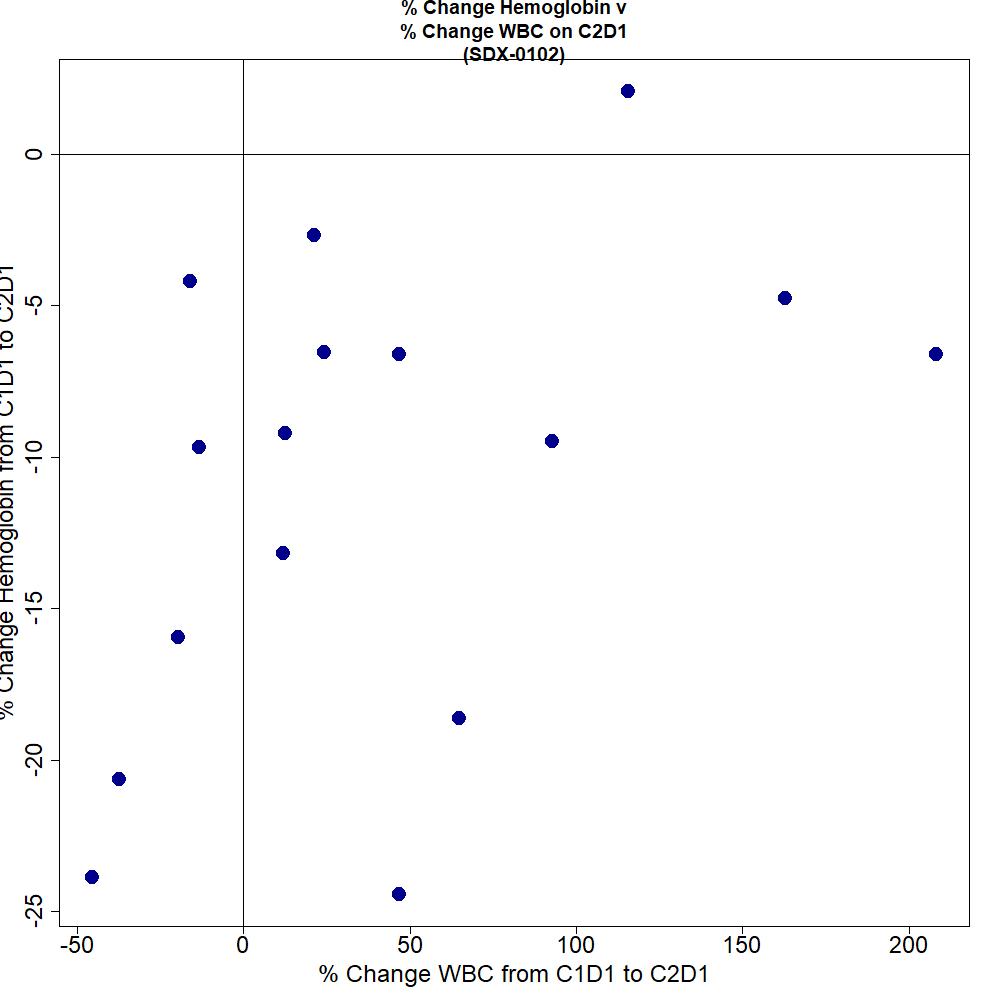 % Change Hemoglobin v
% Change WBC on C2D1
(SDX-0102)
% Change Hemoglobin from C1D1 to C2D1
0
-5
-10
-15
-20
-25
-50
0
50
100
150
200
% Change WBC from C1D1 to C2D1